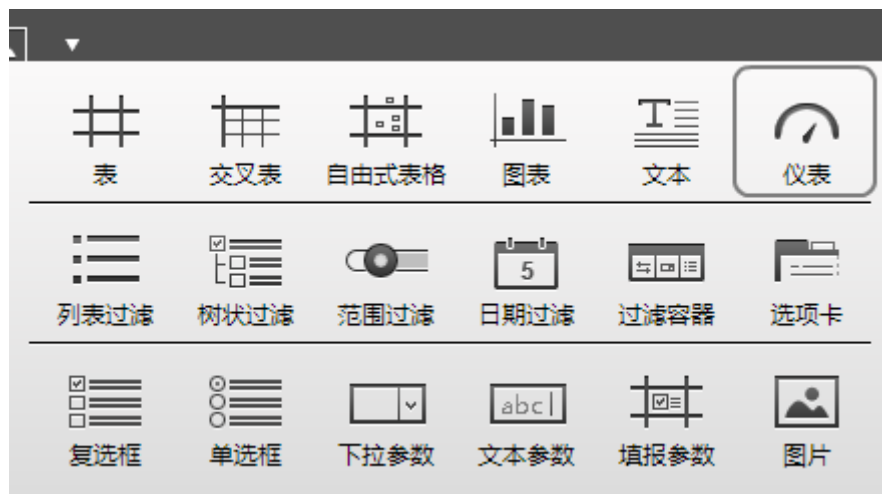 表 交叉表 自由式表格 图表 文本 仪表
5
列表过滤 树状过滤 范围过滤 日期过滤 过滤容器 选项卡
abc
复选框 单选框 下拉参数 文本参数 填报参数 图片